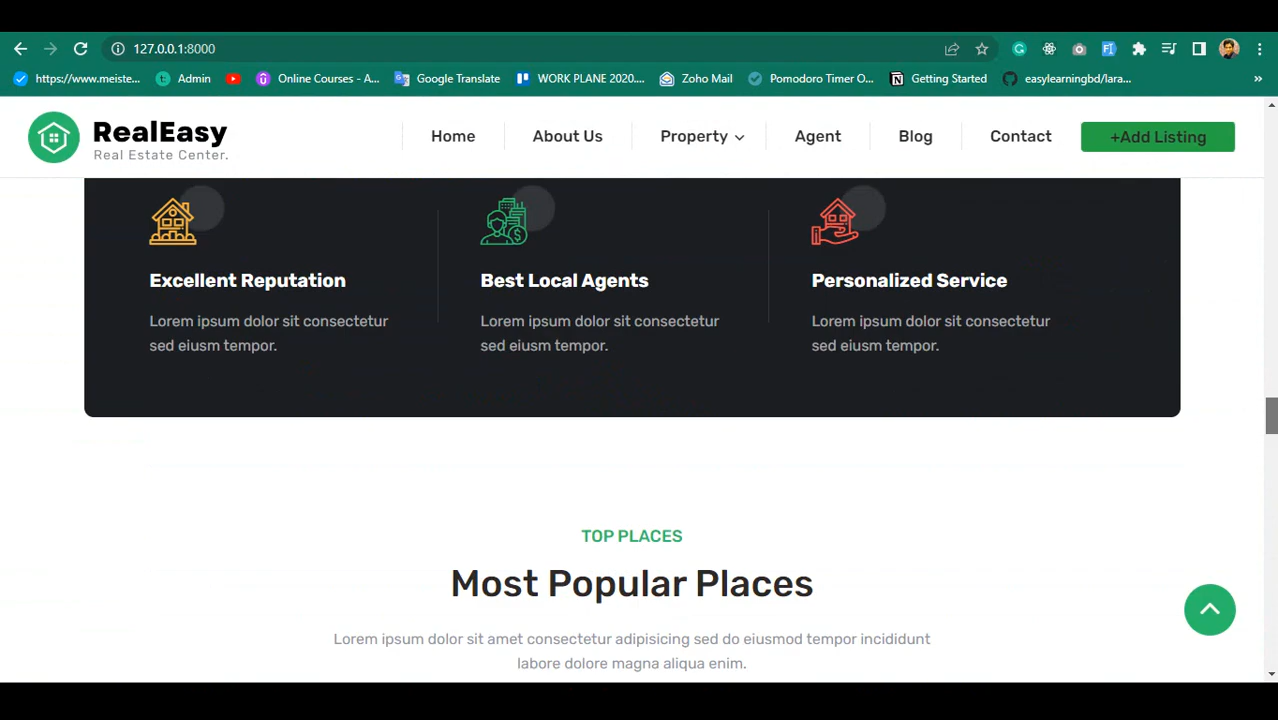 127.0.0.1:8000
https://www.meiste...
Admin
Online Courses - A...
Google Translate
WORK PLANE 2020....
Zoho Mail
Pomodoro Timer O...
Getting Started
easylearningbd/lara...
»
RealEasy
Real Estate Center.
Home
About Us
Property
Agent
Blog
Contact
+Add Listing
Excellent Reputation
Best Local Agents
Personalized Service
Lorem ipsum dolor sit consectetur
sed eiusm tempor.
Lorem ipsum dolor sit consectetur
sed eiusm tempor.
Lorem ipsum dolor sit consectetur
sed eiusm tempor.
TOP PLACES
Most Popular Places
Lorem ipsum dolor sit amet consectetur adipisicing sed do eiusmod tempor incididunt
labore dolore magna aliqua enim.